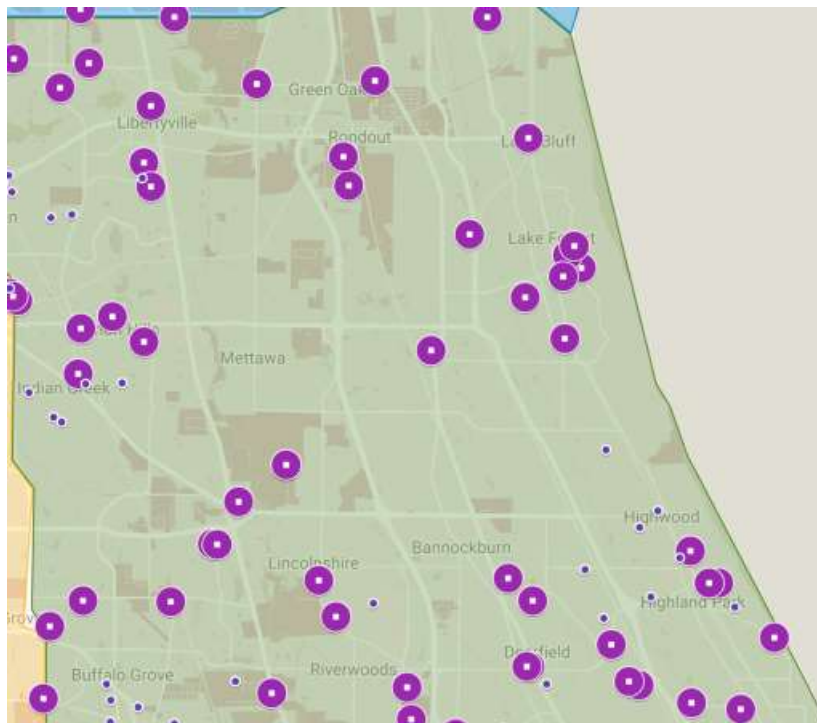 Green Oaks
Libertyville
Rondout
Lake Bluff
n
Lake Forest
Mettawa
Indian Creek
Highwood
Bannockburn
Lincolnshire
Highland Park
Grov
Deerfield
Riverwoods
Buffalo Grove